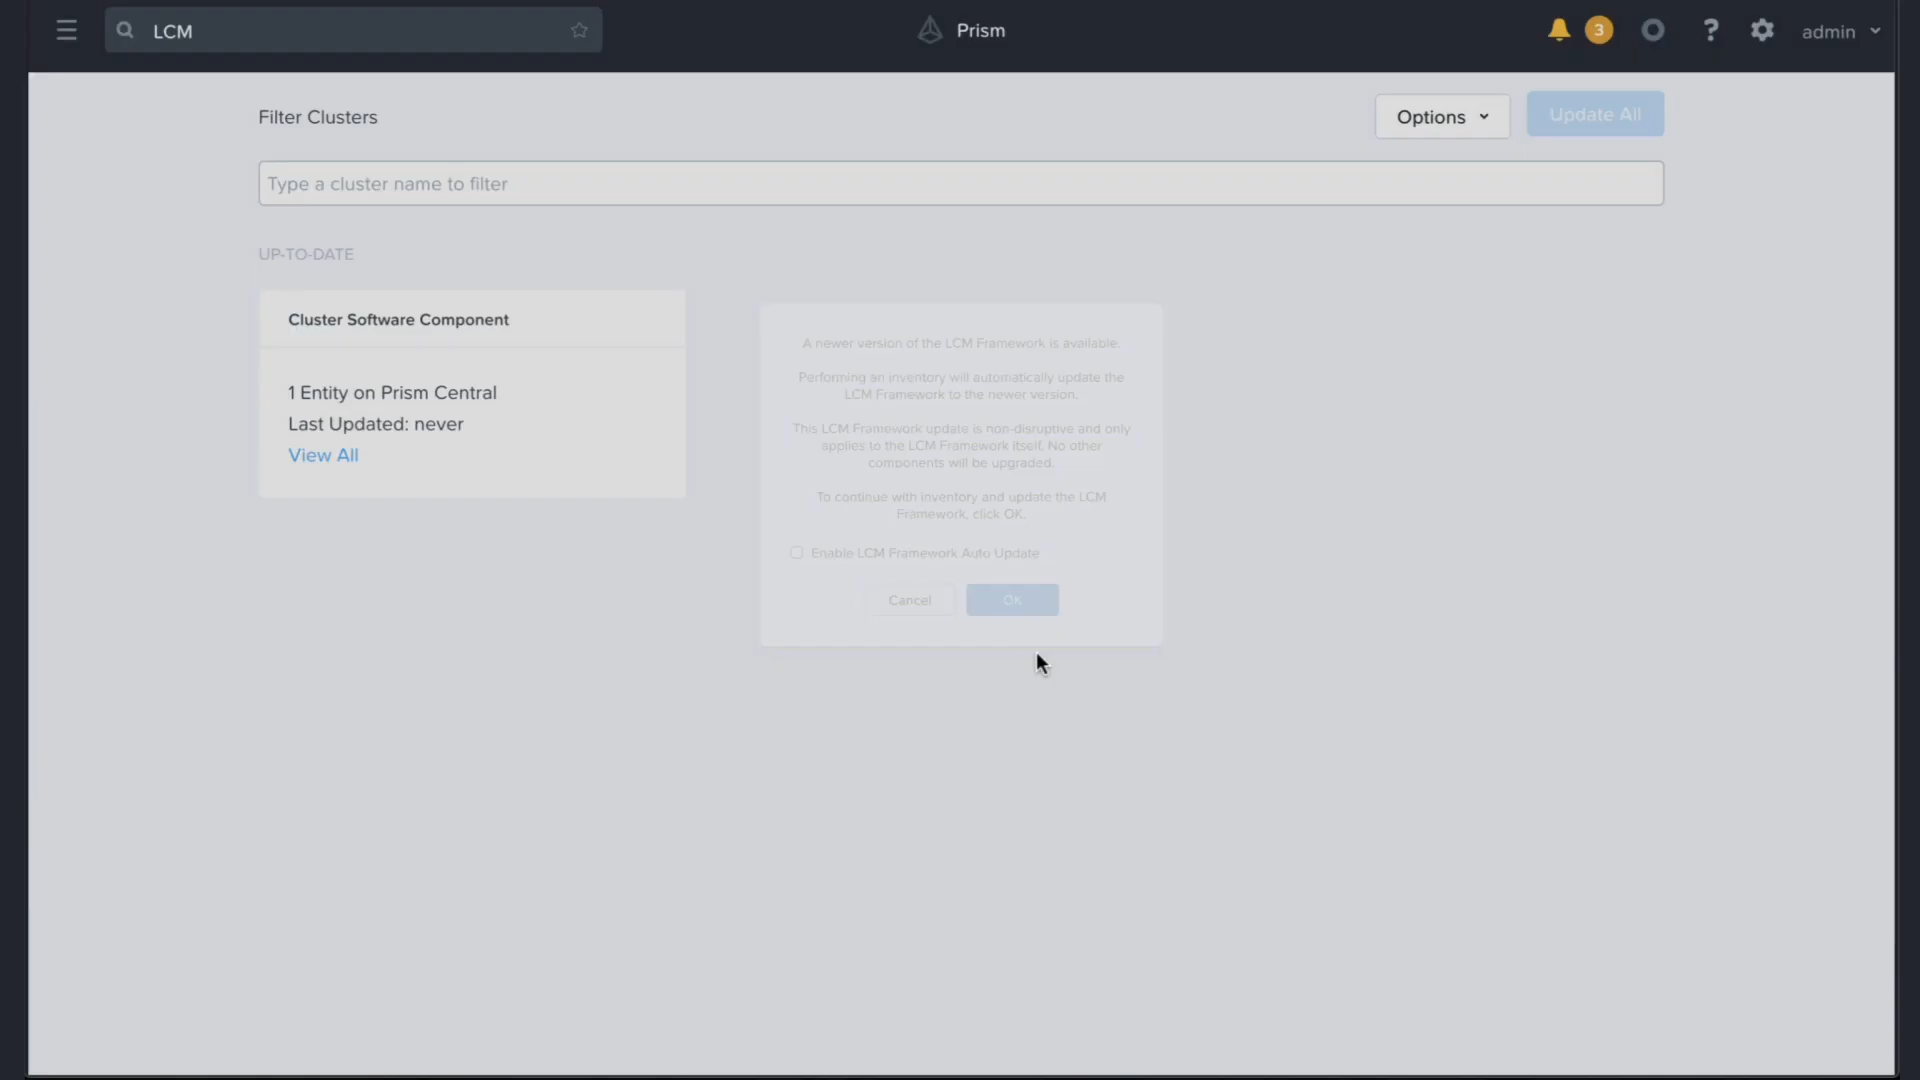 LCM
Prism
3
?
admin
Filter Clusters
Options
Update All
Type a cluster name to filter
UP-TO-DATE
Cluster Software Component
1 Entity on Prism Central
Last Updated: never
View All
A newer version of the LCM Framework is available.
Performing an inventory will automatically update the
LCM Framework to the newer version.
This LCM Framework update is non-disruptive and only
applies to the LCM Framework itself. No other
components will be upgraded.
To continue with inventory and update the LCM
Framework, click OK.
Enable LCM Framework Auto Update
Cancel
OK